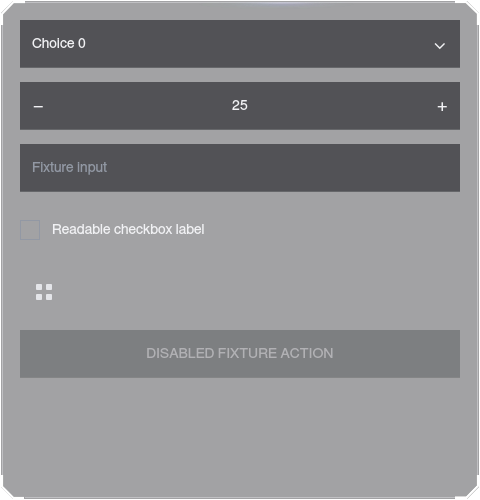 Choice 0
− 25 +
Fixture input
Readable checkbox label
DISABLED FIXTURE ACTION